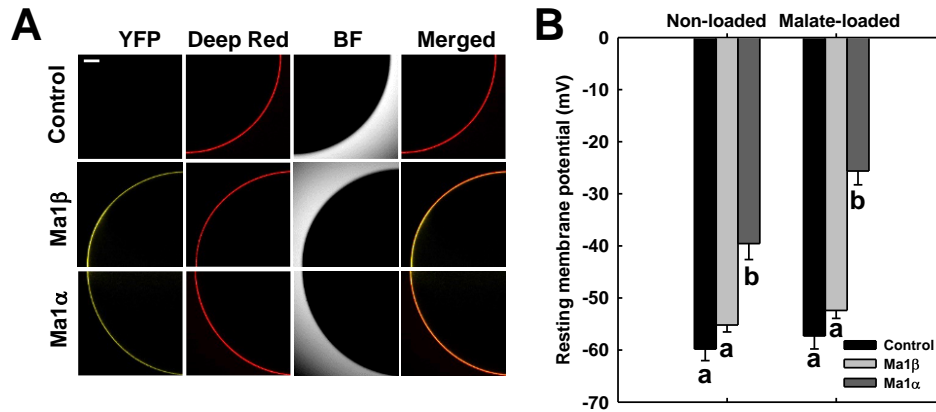 A
YFP Deep Red BF Merged
Control
Ma1β
Ma1α
B
Non-loaded Malate-loaded
Resting membrane potential (mV)
0
-10
-20
-30
-40
-50
-60
-70
a a b
a a b
Control
Ma1β
Ma1α